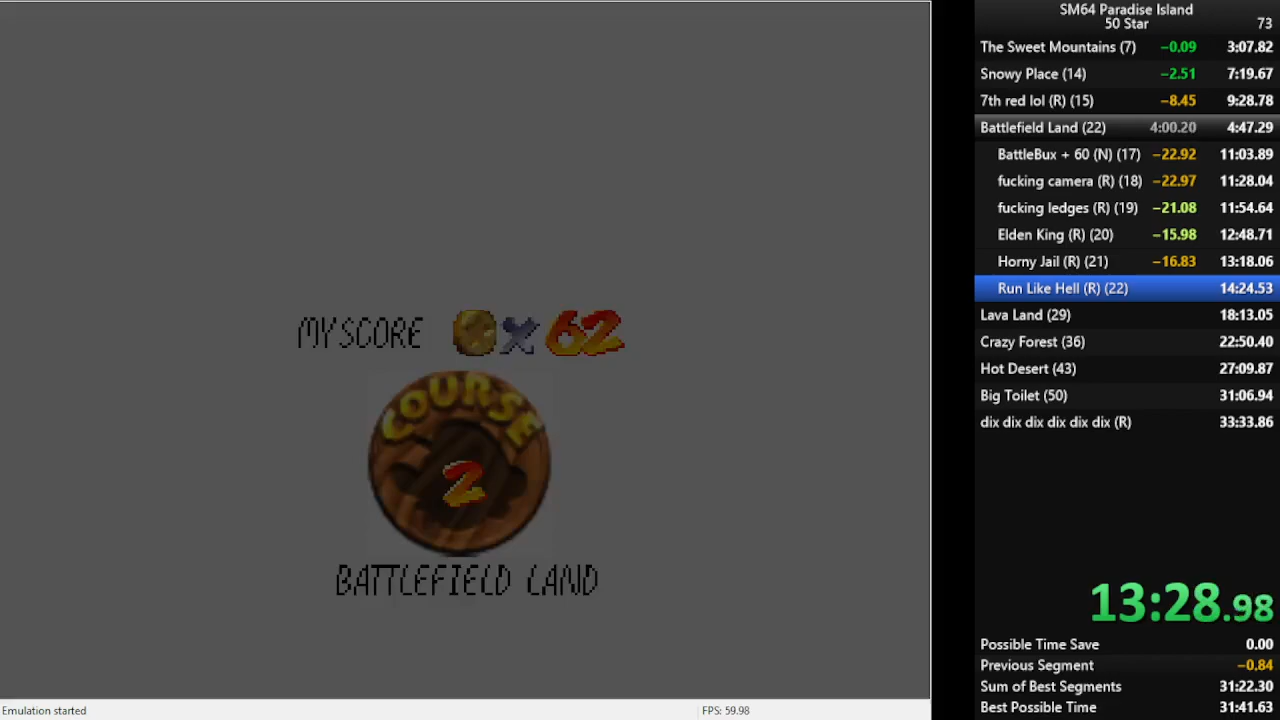 MY SCORE × 62
COURSE
2
BATTLEFIELD LAND
Emulation started
FPS: 59.98
SM64 Paradise Island
50 Star 73
The Sweet Mountains (7) −0.09 3:07.82
Snowy Place (14) −2.51 7:19.67
7th red lol (R) (15) −8.45 9:28.78
Battlefield Land (22) 4:00.20 4:47.29
BattleBux + 60 (N) (17) −22.92 11:03.89
fucking camera (R) (18) −22.97 11:28.04
fucking ledges (R) (19) −21.08 11:54.64
Elden King (R) (20) −15.98 12:48.71
Horny Jail (R) (21) −16.83 13:18.06
Run Like Hell (R) (22) 14:24.53
Lava Land (29) 18:13.05
Crazy Forest (36) 22:50.40
Hot Desert (43) 27:09.87
Big Toilet (50) 31:06.94
dix dix dix dix dix dix (R) 33:33.86
13:28.98
Possible Time Save 0.00
Previous Segment −0.84
Sum of Best Segments 31:22.30
Best Possible Time 31:41.63